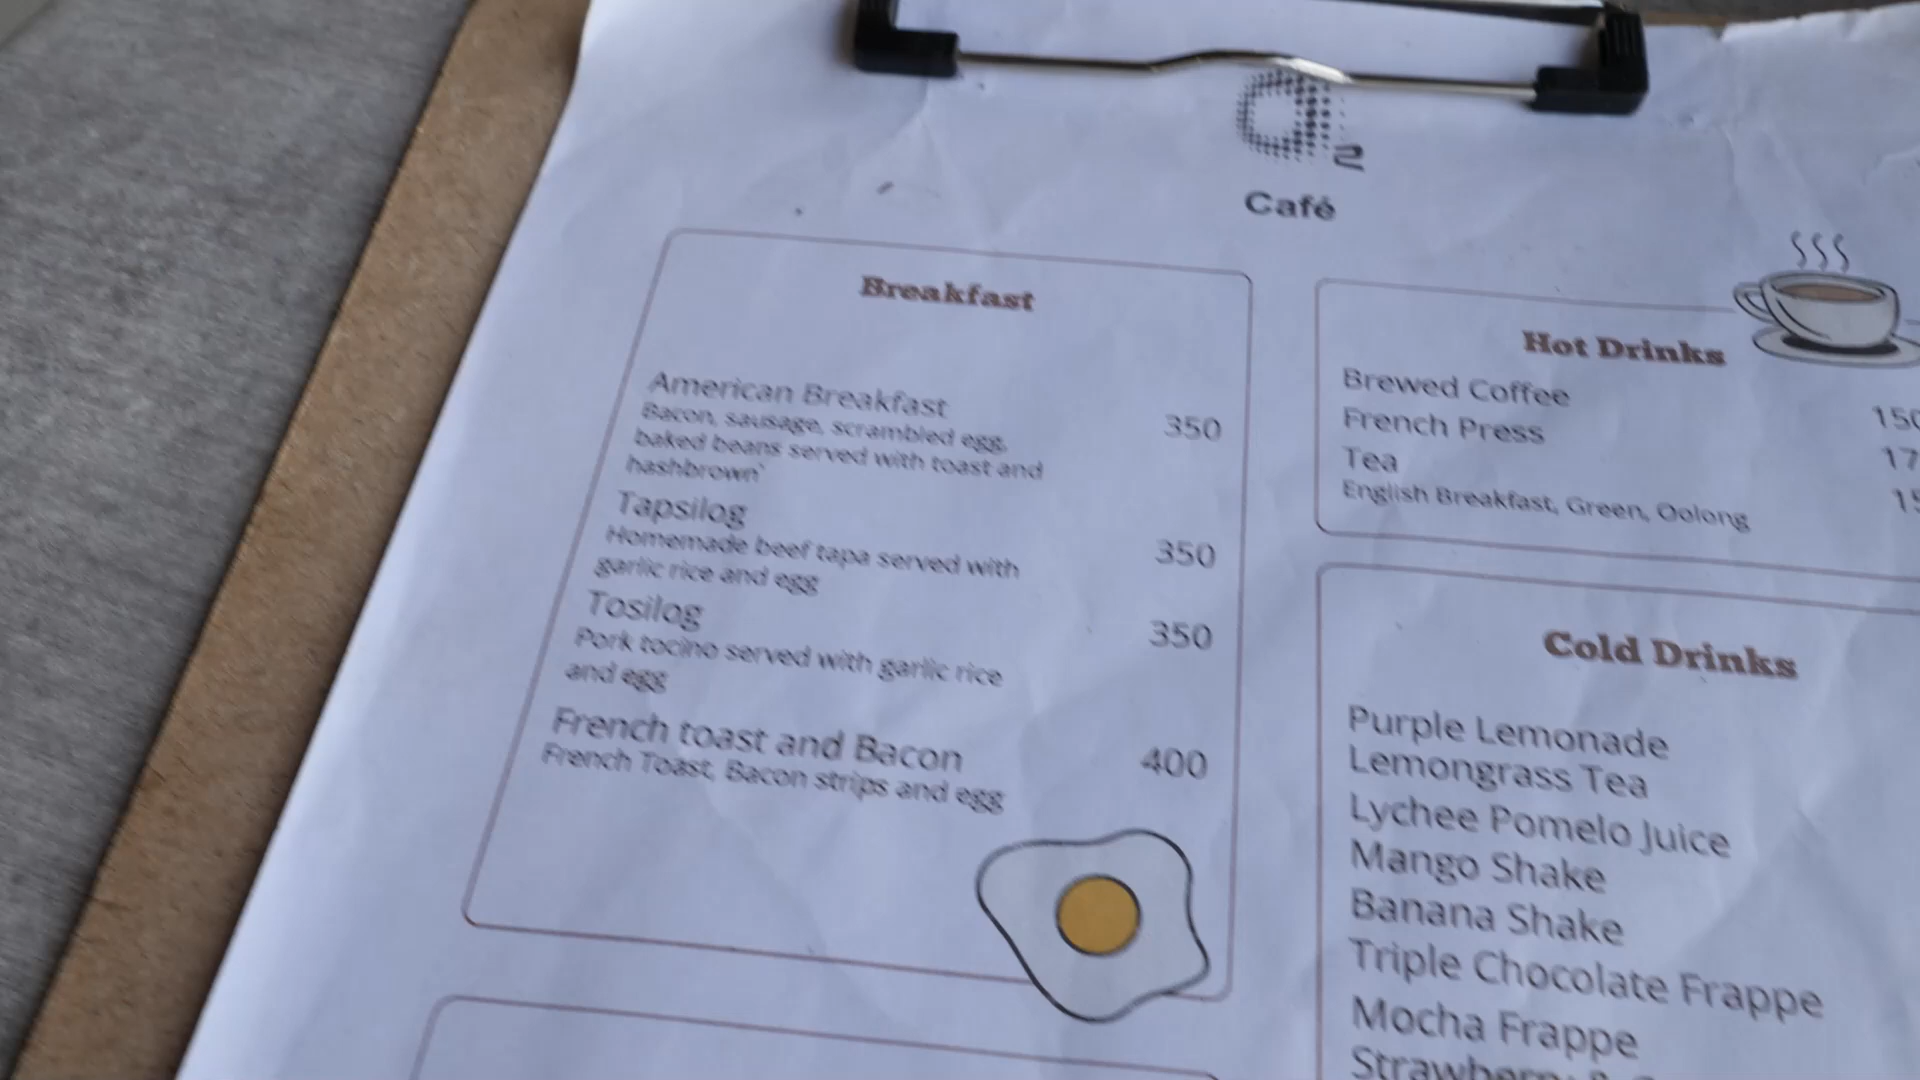 a2
Café
Breakfast
American Breakfast
350
Bacon, sausage, scrambled egg,
baked beans served with toast and
hashbrown`
Tapsilog
350
Homemade beef tapa served with
garlic rice and egg
Tosilog
350
Pork tocino served with garlic rice
and egg
French toast and Bacon
400
French Toast, Bacon strips and egg
Hot Drinks
Brewed Coffee
150
French Press
Tea
English Breakfast, Green, Oolong
Cold Drinks
Purple Lemonade
Lemongrass Tea
Lychee Pomelo Juice
Mango Shake
Banana Shake
Triple Chocolate Frappe
Mocha Frappe